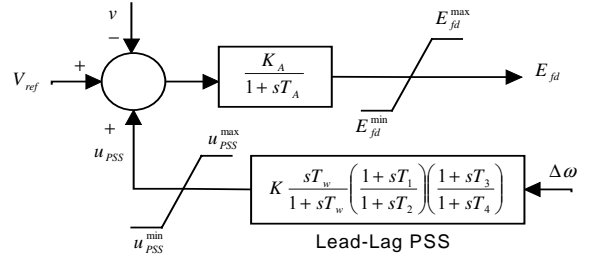 v
−
V_ref
+
K_A / (1 + sT_A)
E_fd^max
E_fd^min
E_fd
+
u_PSS
u_PSS^max
u_PSS^min
K sT_w / (1 + sT_w) ((1 + sT_1) / (1 + sT_2)) ((1 + sT_3) / (1 + sT_4))
Δω
Lead-Lag PSS